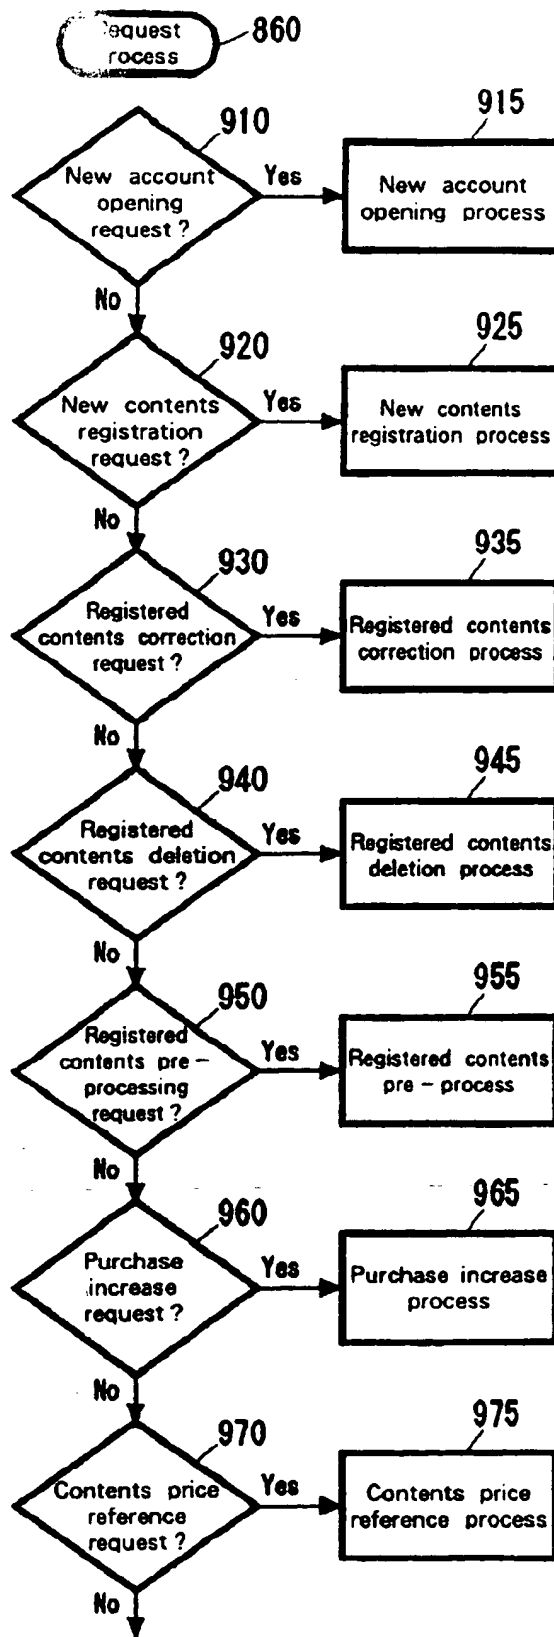 860
process
910
New account
opening
request ?
Yes
915
New account
opening process
No
920
New contents
registration
request ?
Yes
925
New contents
registration process
No
930
Registered
contents correction
request ?
Yes
935
Registered contents
correction process
No
940
Registered
contents deletion
request ?
Yes
945
Registered contents
deletion process
No
950
Registered
contents pre-
processing
request ?
Yes
955
Registered contents
pre-process
No
960
Purchase
increase
request ?
Yes
965
Purchase increase
process
No
970
Contents price
reference
request ?
Yes
975
Contents price
reference process
No